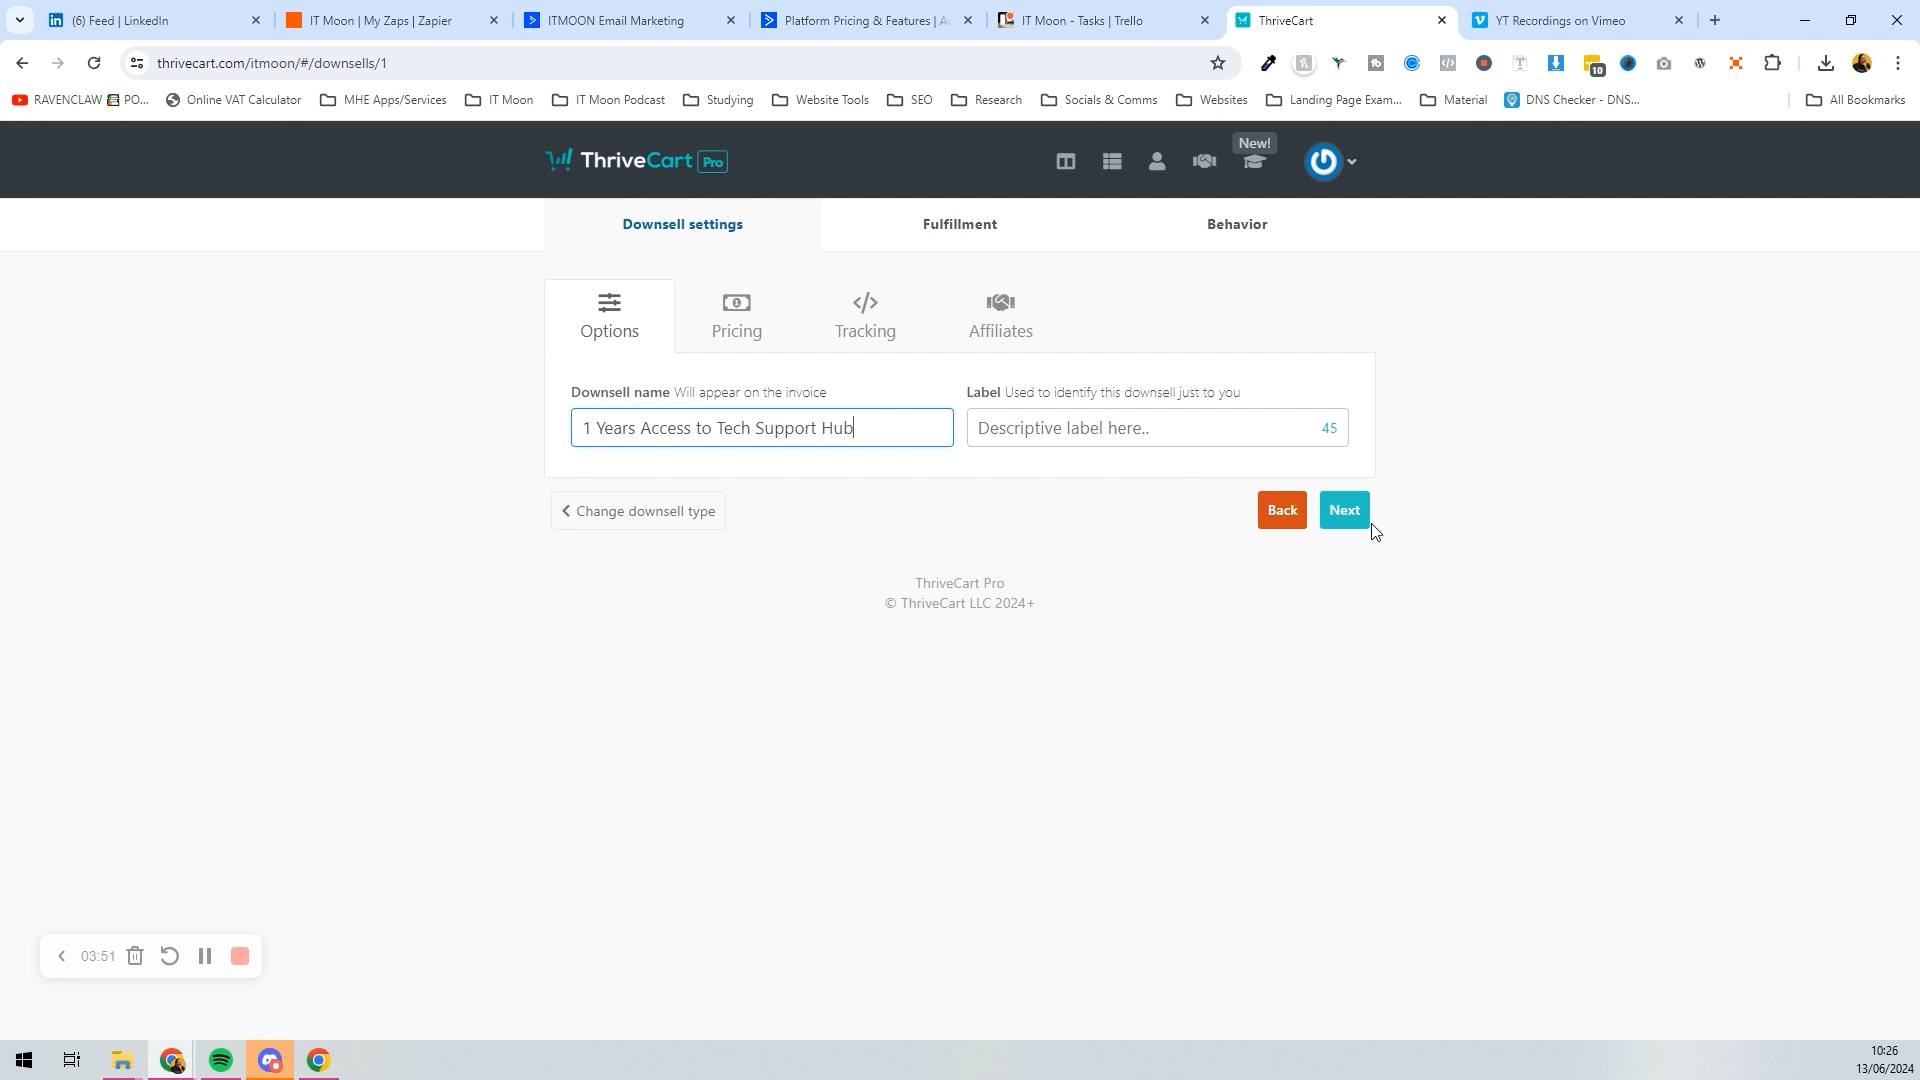 (6) Feed | LinkedIn
IT Moon | My Zaps | Zapier
ITMOON Email Marketing
Platform Pricing & Features | A
IT Moon - Tasks | Trello
ThriveCart
YT Recordings on Vimeo
thrivecart.com/itmoon/#/downsells/1
10
RAVENCLAW PO...
Online VAT Calculator
MHE Apps/Services
IT Moon
IT Moon Podcast
Studying
Website Tools
SEO
Research
Socials & Comms
Websites
Landing Page Exam...
Material
DNS Checker - DNS...
All Bookmarks
ThriveCart Pro
New!
Downsell settings
Fulfillment
Behavior
Options
Pricing
Tracking
Affiliates
Downsell name Will appear on the invoice
Label Used to identify this downsell just to you
1 Years Access to Tech Support Hub
Descriptive label here..
45
Change downsell type
Back
Next
ThriveCart Pro
© ThriveCart LLC 2024+
03:51
10:26
13/06/2024